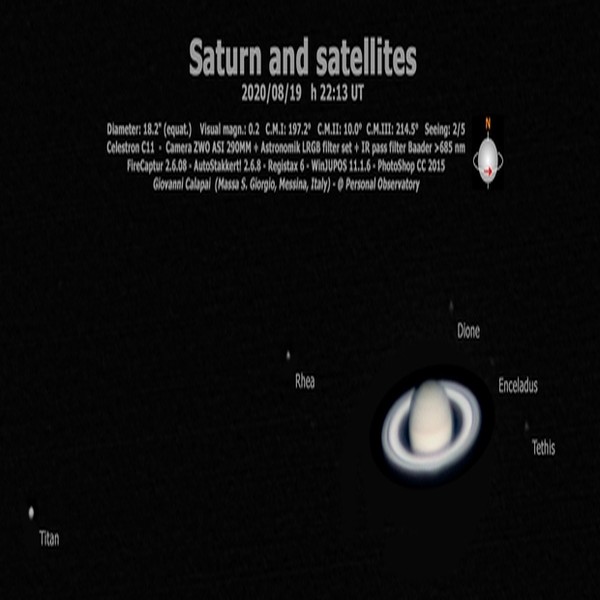 Saturn and satellites
2020/08/19 h 22:13 UT
Diameter: 18.2" (equat.) Visual magn.: 0.2 C.M.I: 197.2° C.M.II: 10.0° C.M.III: 214.5° Seeing: 2/5
Celestron C11 - Camera ZWO ASI 290MM + Astronomik LRGB filter set + IR pass filter Baader >685 nm
FireCaptur 2.6.08 - AutoStakkert! 2.6.8 - Registax 6 - WinJUPOS 11.1.6 - PhotoShop CC 2015
Giovanni Calapai (Massa S. Giorgio, Messina, Italy) - @ Personal Observatory
N
Dione
Rhea
Enceladus
Tethis
Titan